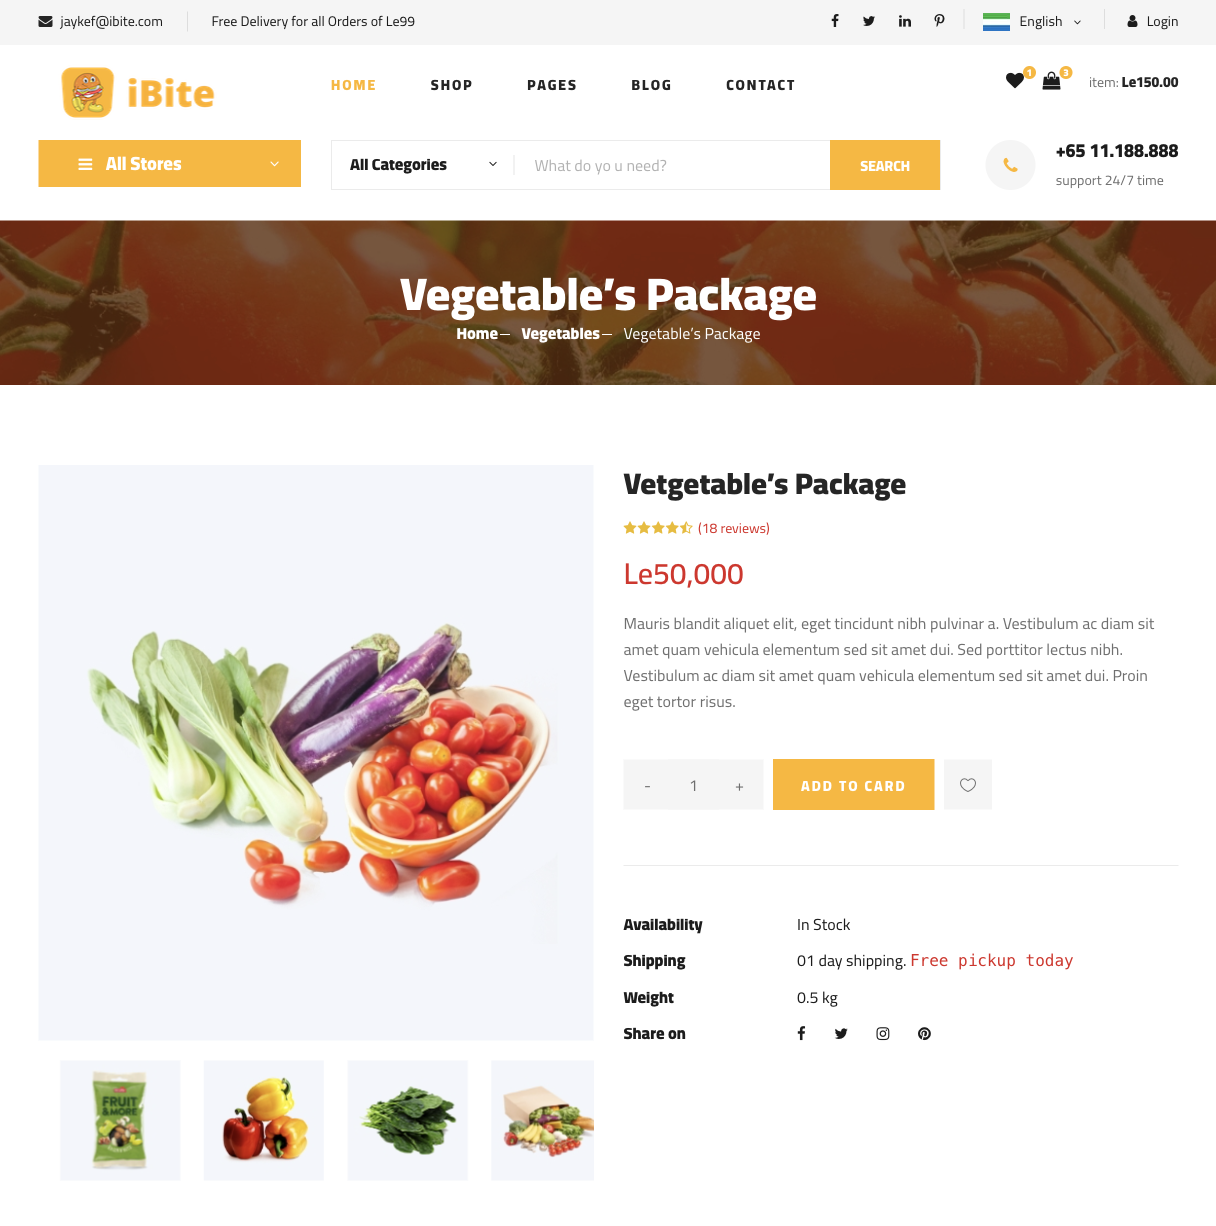 jaykef@ibite.com
Free Delivery for all Orders of Le99
English
Login
iBite
HOME
SHOP
PAGES
BLOG
CONTACT
1
3
item: Le150.00
All Stores
All Categories
What do yo u need?
SEARCH
+65 11.188.888
support 24/7 time
Vegetable's Package
Home– Vegetables– Vegetable's Package
Vetgetable's Package
(18 reviews)
Le50,000
Mauris blandit aliquet elit, eget tincidunt nibh pulvinar a. Vestibulum ac diam sit
amet quam vehicula elementum sed sit amet dui. Sed porttitor lectus nibh.
Vestibulum ac diam sit amet quam vehicula elementum sed sit amet dui. Proin
eget tortor risus.
- 1 +
ADD TO CARD
Availability In Stock
Shipping 01 day shipping. Free pickup today
Weight 0.5 kg
Share on
FRUIT
& MORE